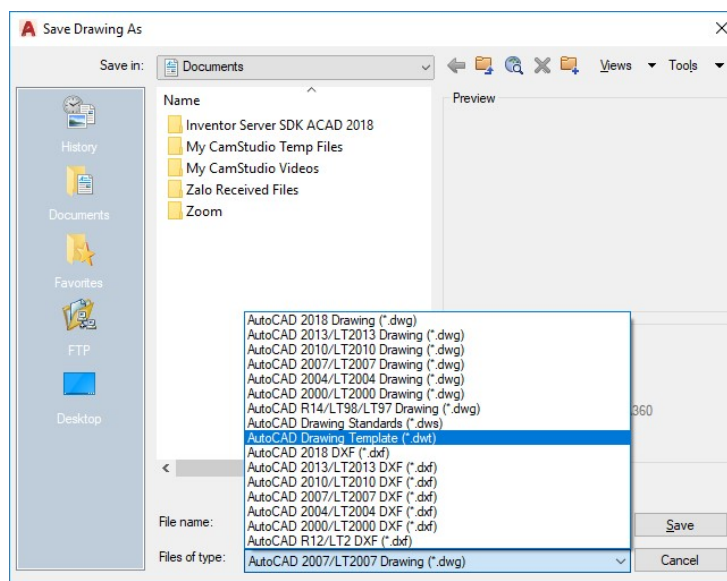 Save Drawing As
Save in: Documents Views Tools
Name
Preview
Inventor Server SDK ACAD 2018
My CamStudio Temp Files
My CamStudio Videos
Zalo Received Files
Zoom
History
Documents
Favorites
FTP
Desktop
AutoCAD 2018 Drawing (*.dwg)
AutoCAD 2013/LT2013 Drawing (*.dwg)
AutoCAD 2010/LT2010 Drawing (*.dwg)
AutoCAD 2007/LT2007 Drawing (*.dwg)
AutoCAD 2004/LT2004 Drawing (*.dwg)
AutoCAD 2000/LT2000 Drawing (*.dwg)
AutoCAD R14/LT98/LT97 Drawing (*.dwg)
AutoCAD Drawing Standards (*.dws)
AutoCAD Drawing Template (*.dwt)
AutoCAD 2018 DXF (*.dxf)
AutoCAD 2013/LT2013 DXF (*.dxf)
AutoCAD 2010/LT2010 DXF (*.dxf)
AutoCAD 2007/LT2007 DXF (*.dxf)
AutoCAD 2004/LT2004 DXF (*.dxf)
AutoCAD 2000/LT2000 DXF (*.dxf)
AutoCAD R12/LT2 DXF (*.dxf)
360
File name: Save
Files of type: AutoCAD 2007/LT2007 Drawing (*.dwg) Cancel